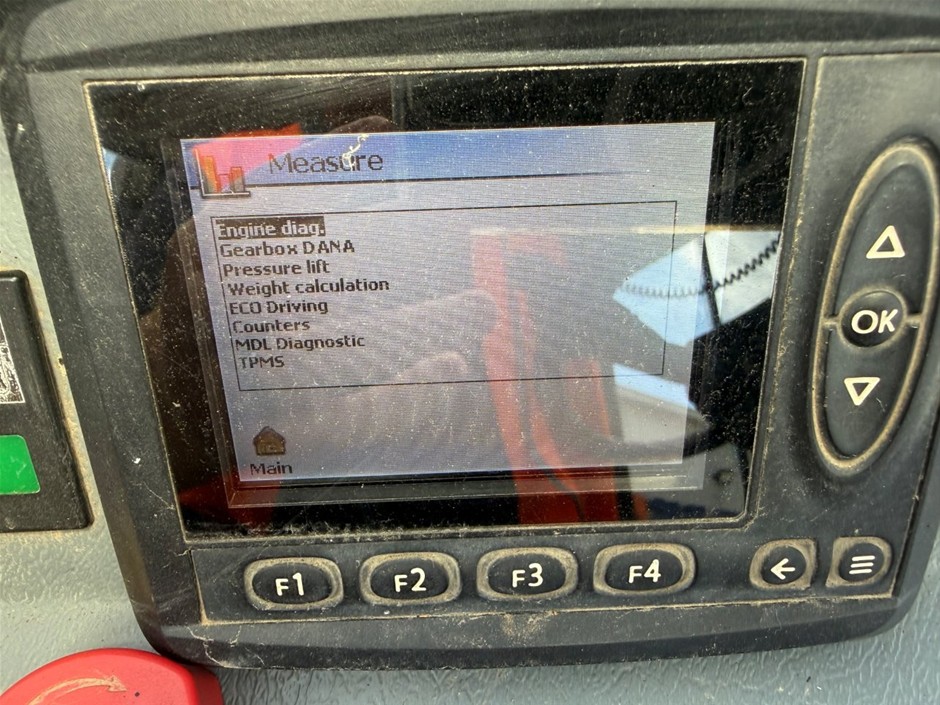 Measure
Engine diag.
Gearbox DANA
Pressure lift
Weight calculation
ECO Driving
Counters
MDL Diagnostic
TPMS
Main
OK
F1
F2
F3
F4